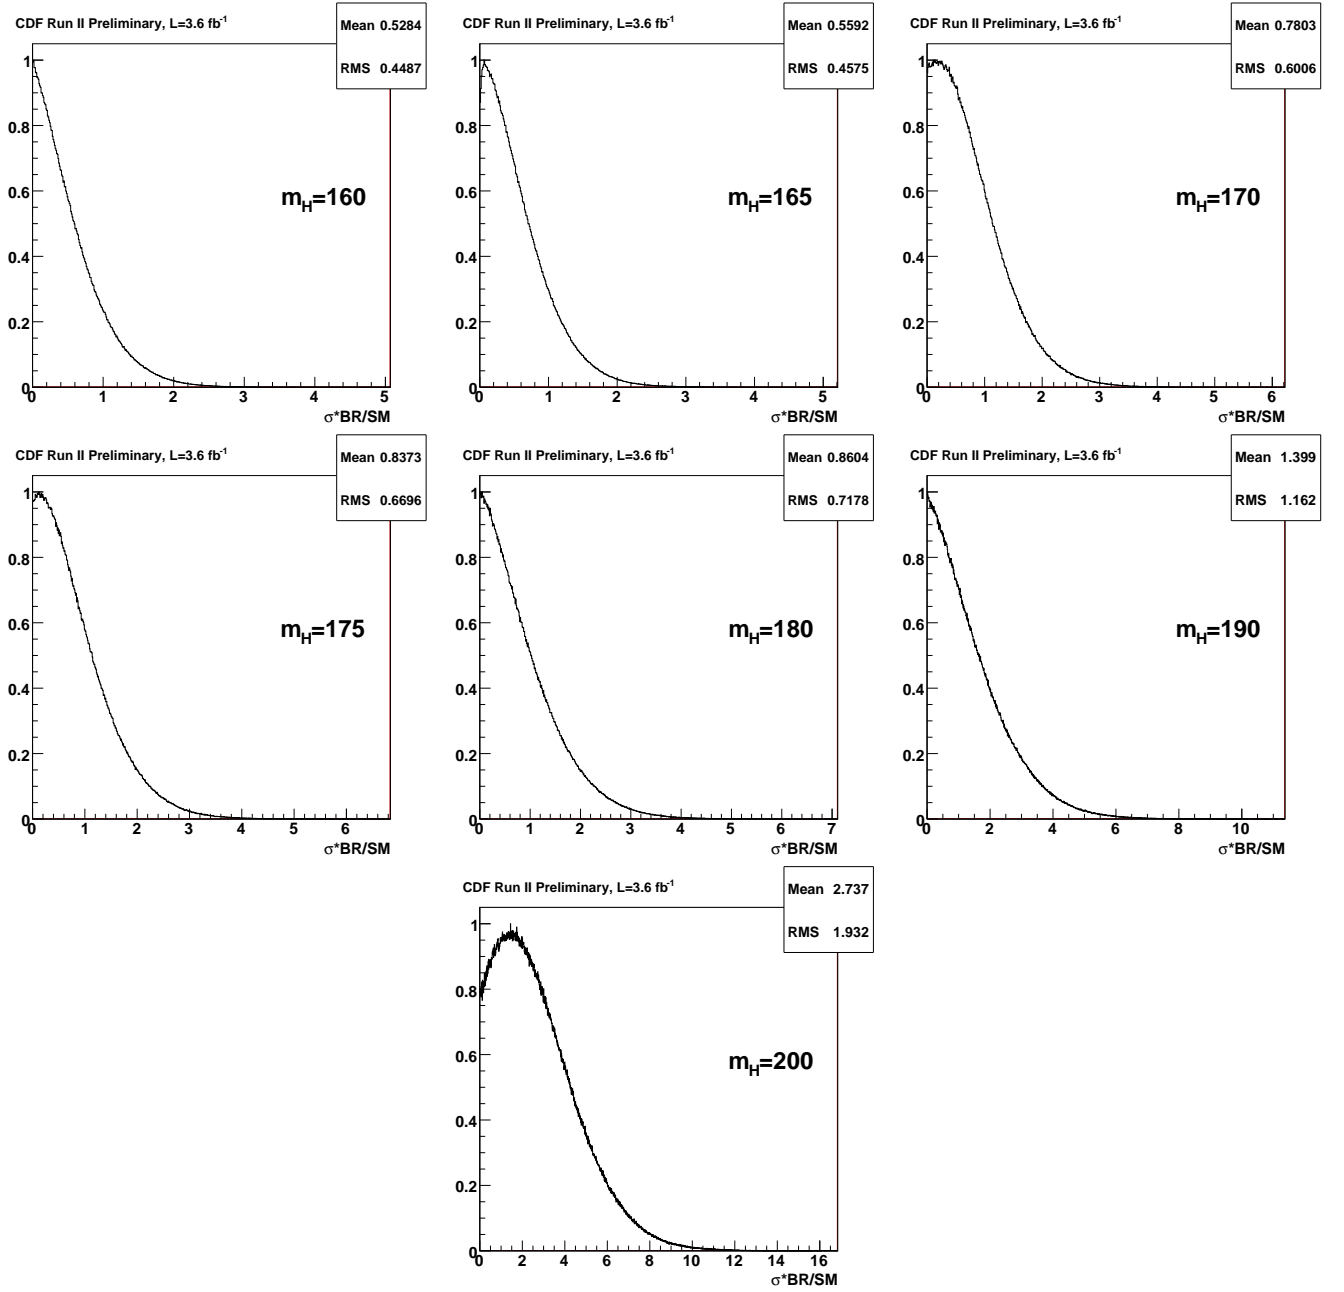 CDF Run II Preliminary, L=3.6 fb-1
Mean 0.5284
RMS 0.4487
1
0.8
mH=160
0.6
0.4
0.2
0
0 1 2 3 4 5
σ*BR/SM
CDF Run II Preliminary, L=3.6 fb-1
Mean 0.5592
RMS 0.4575
1
0.8
mH=165
0.6
0.4
0.2
0
0 1 2 3 4 5
σ*BR/SM
CDF Run II Preliminary, L=3.6 fb-1
Mean 0.7803
RMS 0.6006
1
0.8
mH=170
0.6
0.4
0.2
0
0 1 2 3 4 5 6
σ*BR/SM
CDF Run II Preliminary, L=3.6 fb-1
Mean 0.8373
RMS 0.6696
1
0.8
mH=175
0.6
0.4
0.2
0
0 1 2 3 4 5 6
σ*BR/SM
CDF Run II Preliminary, L=3.6 fb-1
Mean 0.8604
RMS 0.7178
1
0.8
mH=180
0.6
0.4
0.2
0
0 1 2 3 4 5 6 7
σ*BR/SM
CDF Run II Preliminary, L=3.6 fb-1
Mean 1.399
RMS 1.162
1
0.8
mH=190
0.6
0.4
0.2
0
0 2 4 6 8 10
σ*BR/SM
CDF Run II Preliminary, L=3.6 fb-1
Mean 2.737
RMS 1.932
1
0.8
mH=200
0.6
0.4
0.2
0
0 2 4 6 8 10 12 14 16
σ*BR/SM